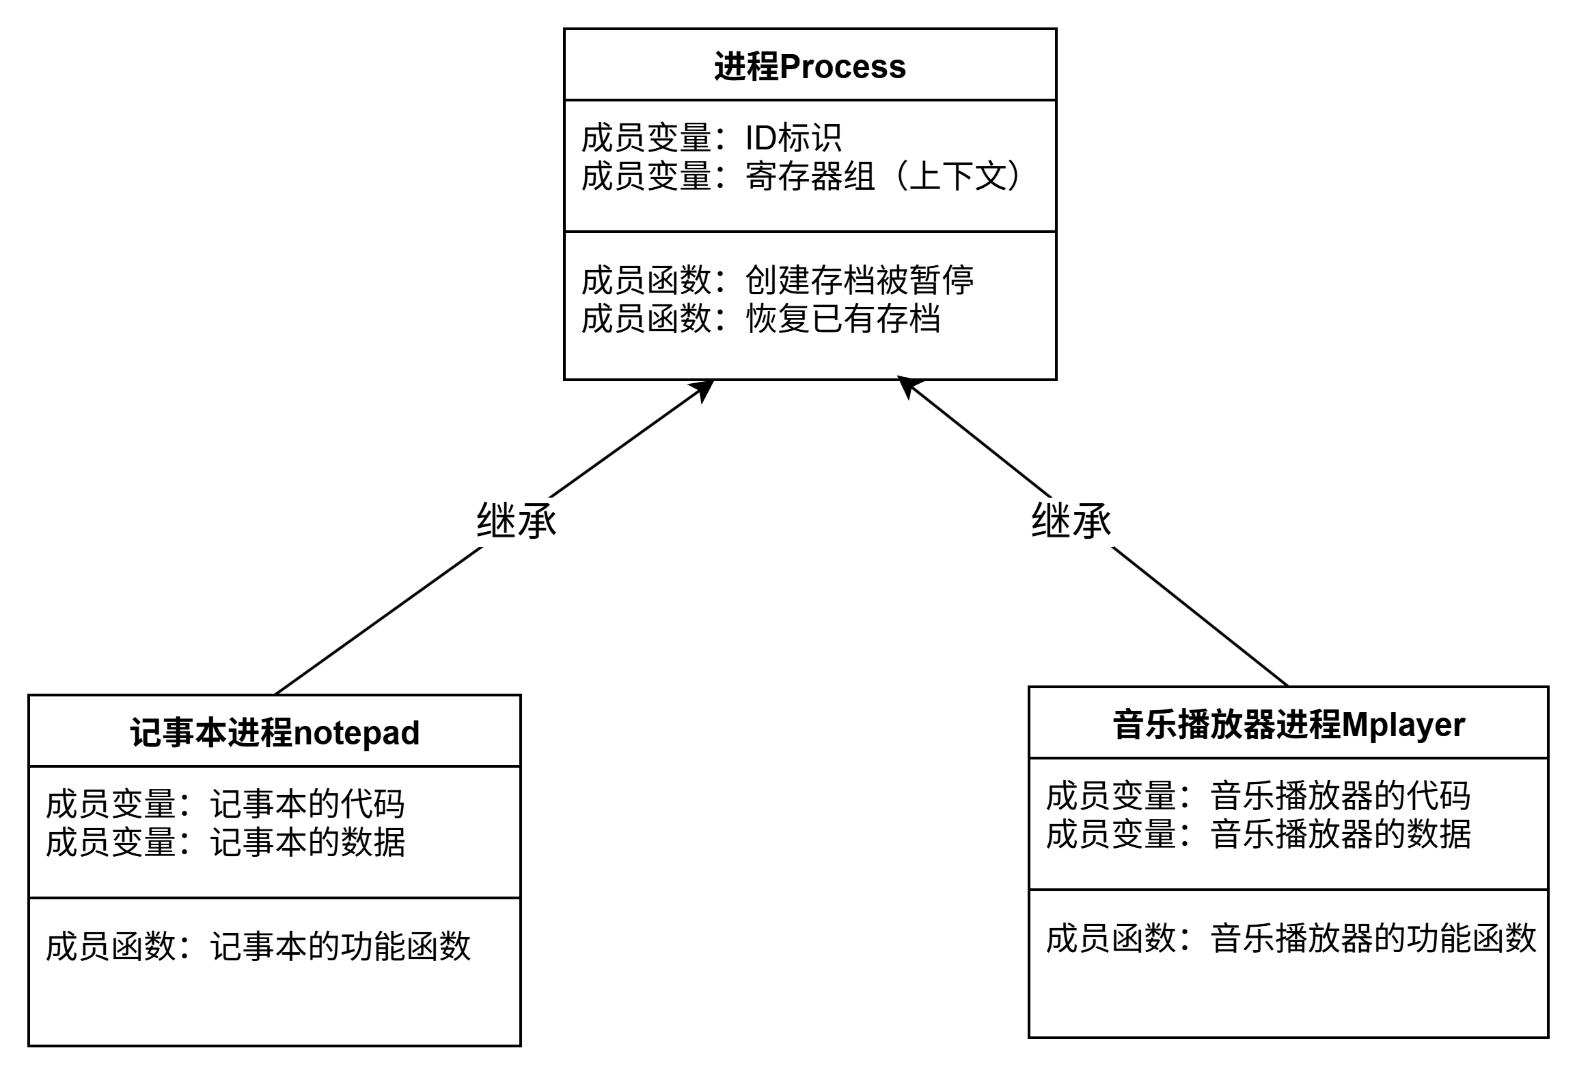 进程Process
成员变量：ID标识
成员变量：寄存器组（上下文）
成员函数：创建存档被暂停
成员函数：恢复已有存档
继承
继承
记事本进程notepad
成员变量：记事本的代码
成员变量：记事本的数据
成员函数：记事本的功能函数
音乐播放器进程Mplayer
成员变量：音乐播放器的代码
成员变量：音乐播放器的数据
成员函数：音乐播放器的功能函数